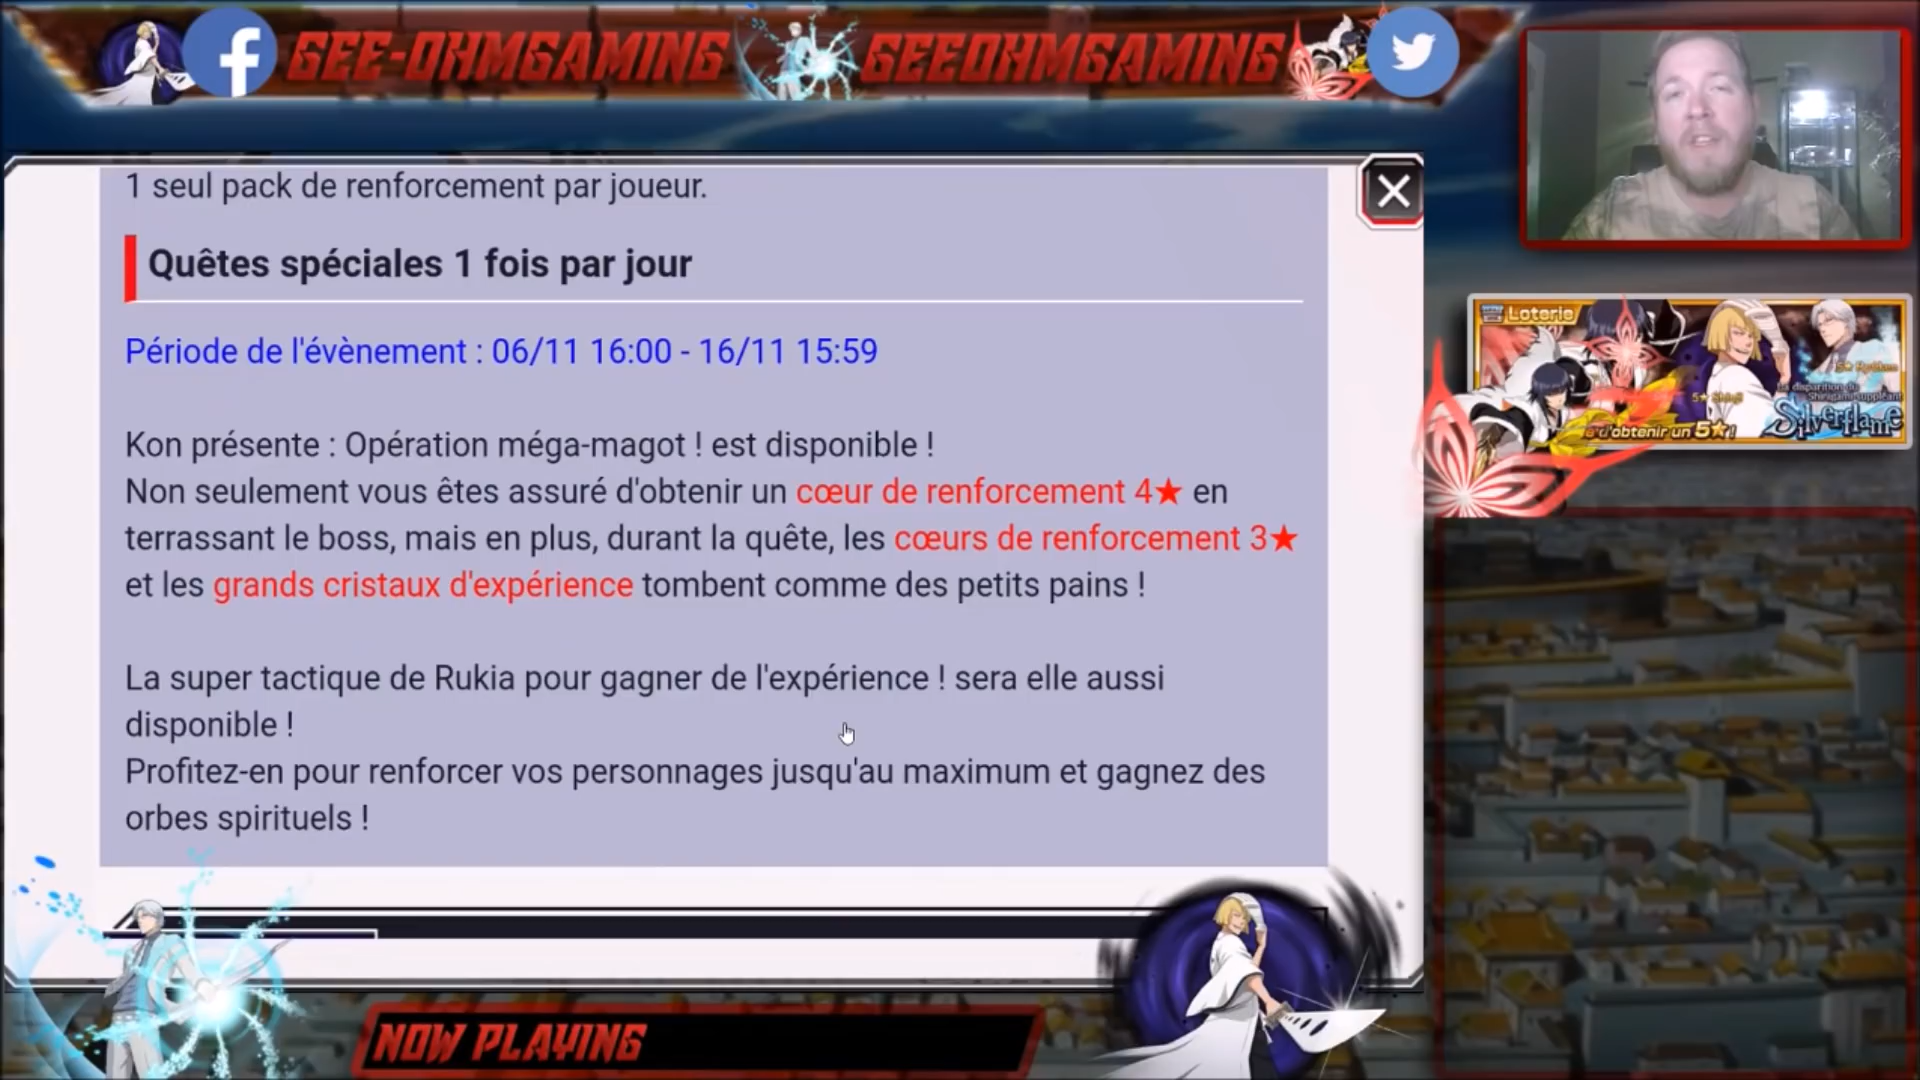 GEE-OHMGAMING
GEEOHMGAMING
1 seul pack de renforcement par joueur.
Quêtes spéciales 1 fois par jour
Période de l'évènement : 06/11 16:00 - 16/11 15:59
Kon présente : Opération méga-magot ! est disponible !
Non seulement vous êtes assuré d'obtenir un cœur de renforcement 4★ en
terrassant le boss, mais en plus, durant la quête, les cœurs de renforcement 3★
et les grands cristaux d'expérience tombent comme des petits pains !
La super tactique de Rukia pour gagner de l'expérience ! sera elle aussi
disponible !
Profitez-en pour renforcer vos personnages jusqu'au maximum et gagnez des
orbes spirituels !
Loterie
La disparition du
Shinigami suppléant
Silverflame
d'obtenir un 5★!
NOW PLAYING